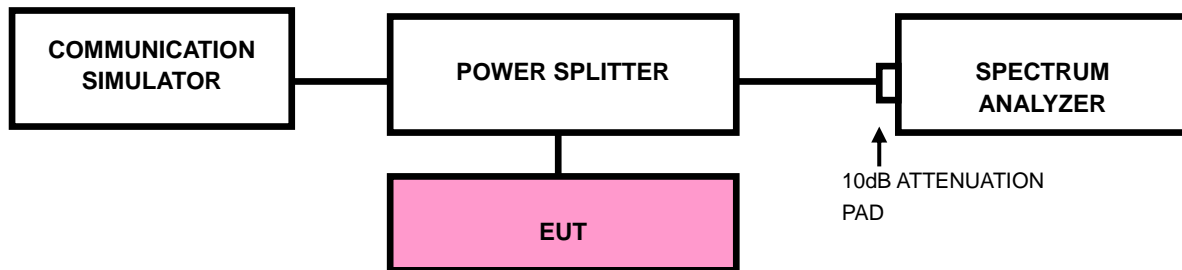 COMMUNICATION
SIMULATOR
POWER SPLITTER
SPECTRUM
ANALYZER
10dB ATTENUATION
PAD
EUT